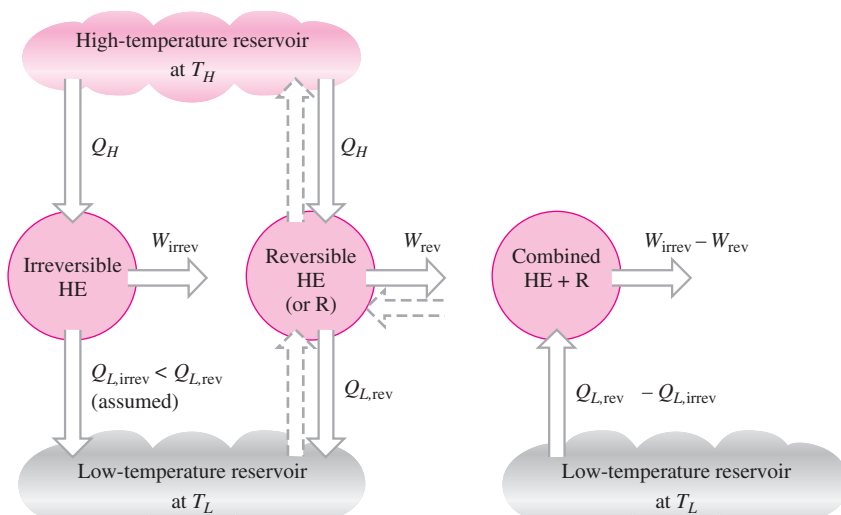 High-temperature reservoir
at T_H
Q_H
Q_H
W_irrev
W_rev
W_irrev – W_rev
Irreversible
HE
Reversible
HE
(or R)
Combined
HE + R
Q_L,irrev < Q_L,rev
(assumed)
Q_L,rev
Q_L,rev – Q_L,irrev
Low-temperature reservoir
at T_L
Low-temperature reservoir
at T_L